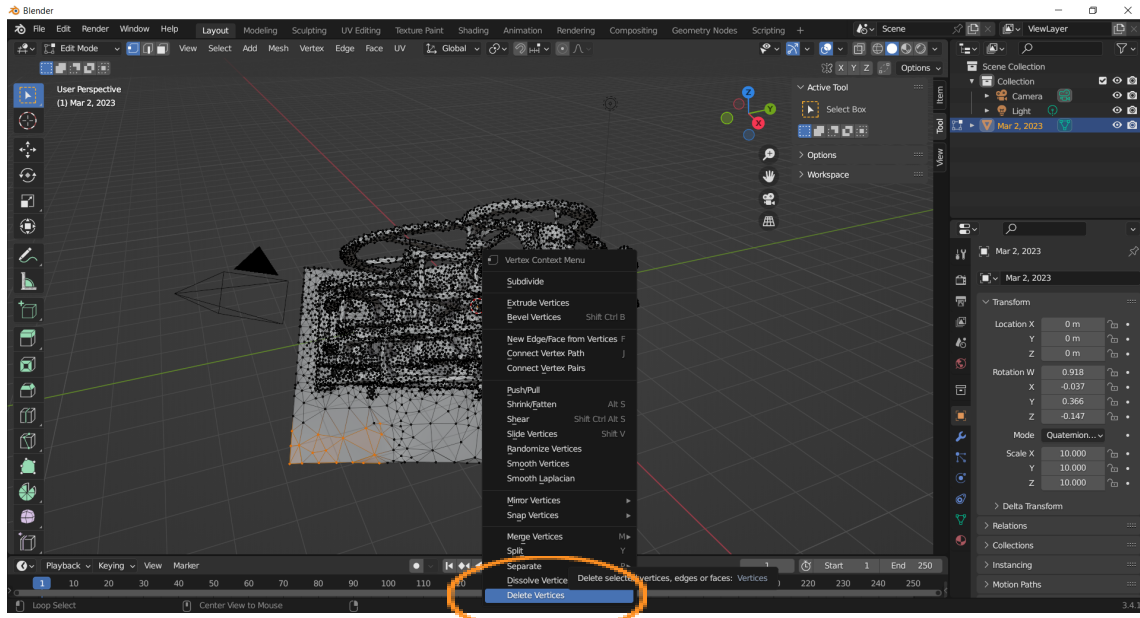 Blender
File Edit Render Window Help Layout Modeling Sculpting UV Editing Texture Paint Shading Animation Rendering Compositing Geometry Nodes Scripting + Scene ViewLayer
Edit Mode View Select Add Mesh Vertex Edge Face UV Global
X Y Z Options
User Perspective
(1) Mar 2, 2023
Z
Y
X
Active Tool
Select Box
Options
Workspace
Item
Tool
View
Scene Collection
Collection
Camera
Light
Mar 2, 2023
Vertex Context Menu
Subdivide
Extrude Vertices
Bevel Vertices Shift Ctrl B
New Edge/Face from Vertices F
Connect Vertex Path J
Connect Vertex Pairs
Push/Pull
Shrink/Fatten Alt S
Shear Shift Ctrl Alt S
Slide Vertices Shift V
Randomize Vertices
Smooth Vertices
Smooth Laplacian
Mirror Vertices
Snap Vertices
Merge Vertices M
Split Y
Separate P
Dissolve Vertice
Delete Vertices
Delete selected vertices, edges or faces: Vertices
Mar 2, 2023
Mar 2, 2023
Transform
Location X 0 m
Y 0 m
Z 0 m
Rotation W 0.918
X -0.037
Y 0.366
Z -0.147
Mode Quaternion...
Scale X 10.000
Y 10.000
Z 10.000
Delta Transform
Relations
Collections
Instancing
Motion Paths
Playback Keying View Marker 1 Start 1 End 250
1 10 20 30 40 50 60 70 80 90 100 110 220 230 240 250
Loop Select Center View to Mouse 3.4.1